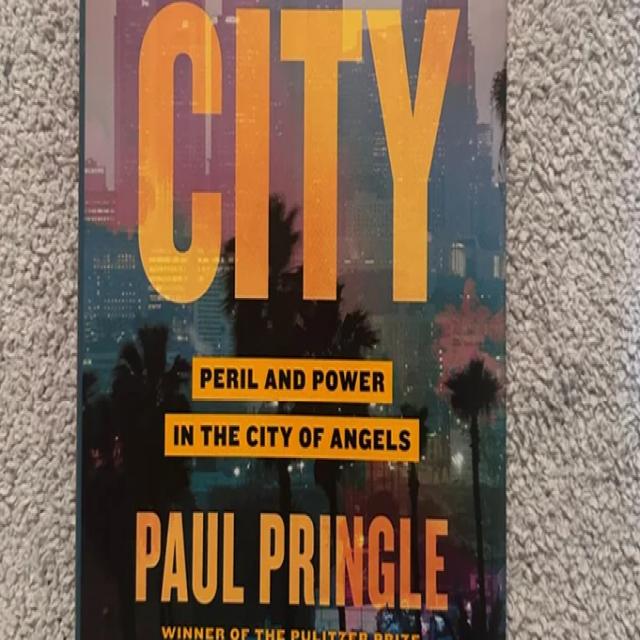 CITY
PERIL AND POWER
IN THE CITY OF ANGELS
PAUL PRINGLE
WINNER OF THE PULITZER PRIZE